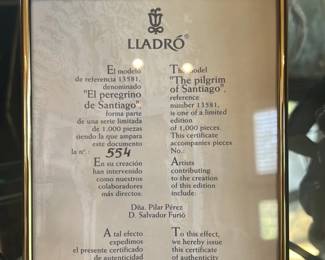 LLADRÓ®
El modelo
de referencia 13581,
denominado
"El peregrino
de Santiago",
forma parte
de una serie limitada
de 1.000 piezas
siendo la que ampara
este documento
la nº. 554
En su creación
han intervenido
como nuestros
colaboradores
más directos:
The model
"The pilgrim
of Santiago",
reference
number 13581,
is one of a limited
edition
of 1,000 pieces.
This certificate
accompanies piece
No.:
Artists
contributing
to the creation
of this edition
include:
Dña. Pilar Pérez
D. Salvador Furió
A tal efecto
expedimos
el presente certificado
de autenticidad
To this effect,
we hereby issue
this certificate
of authenticity